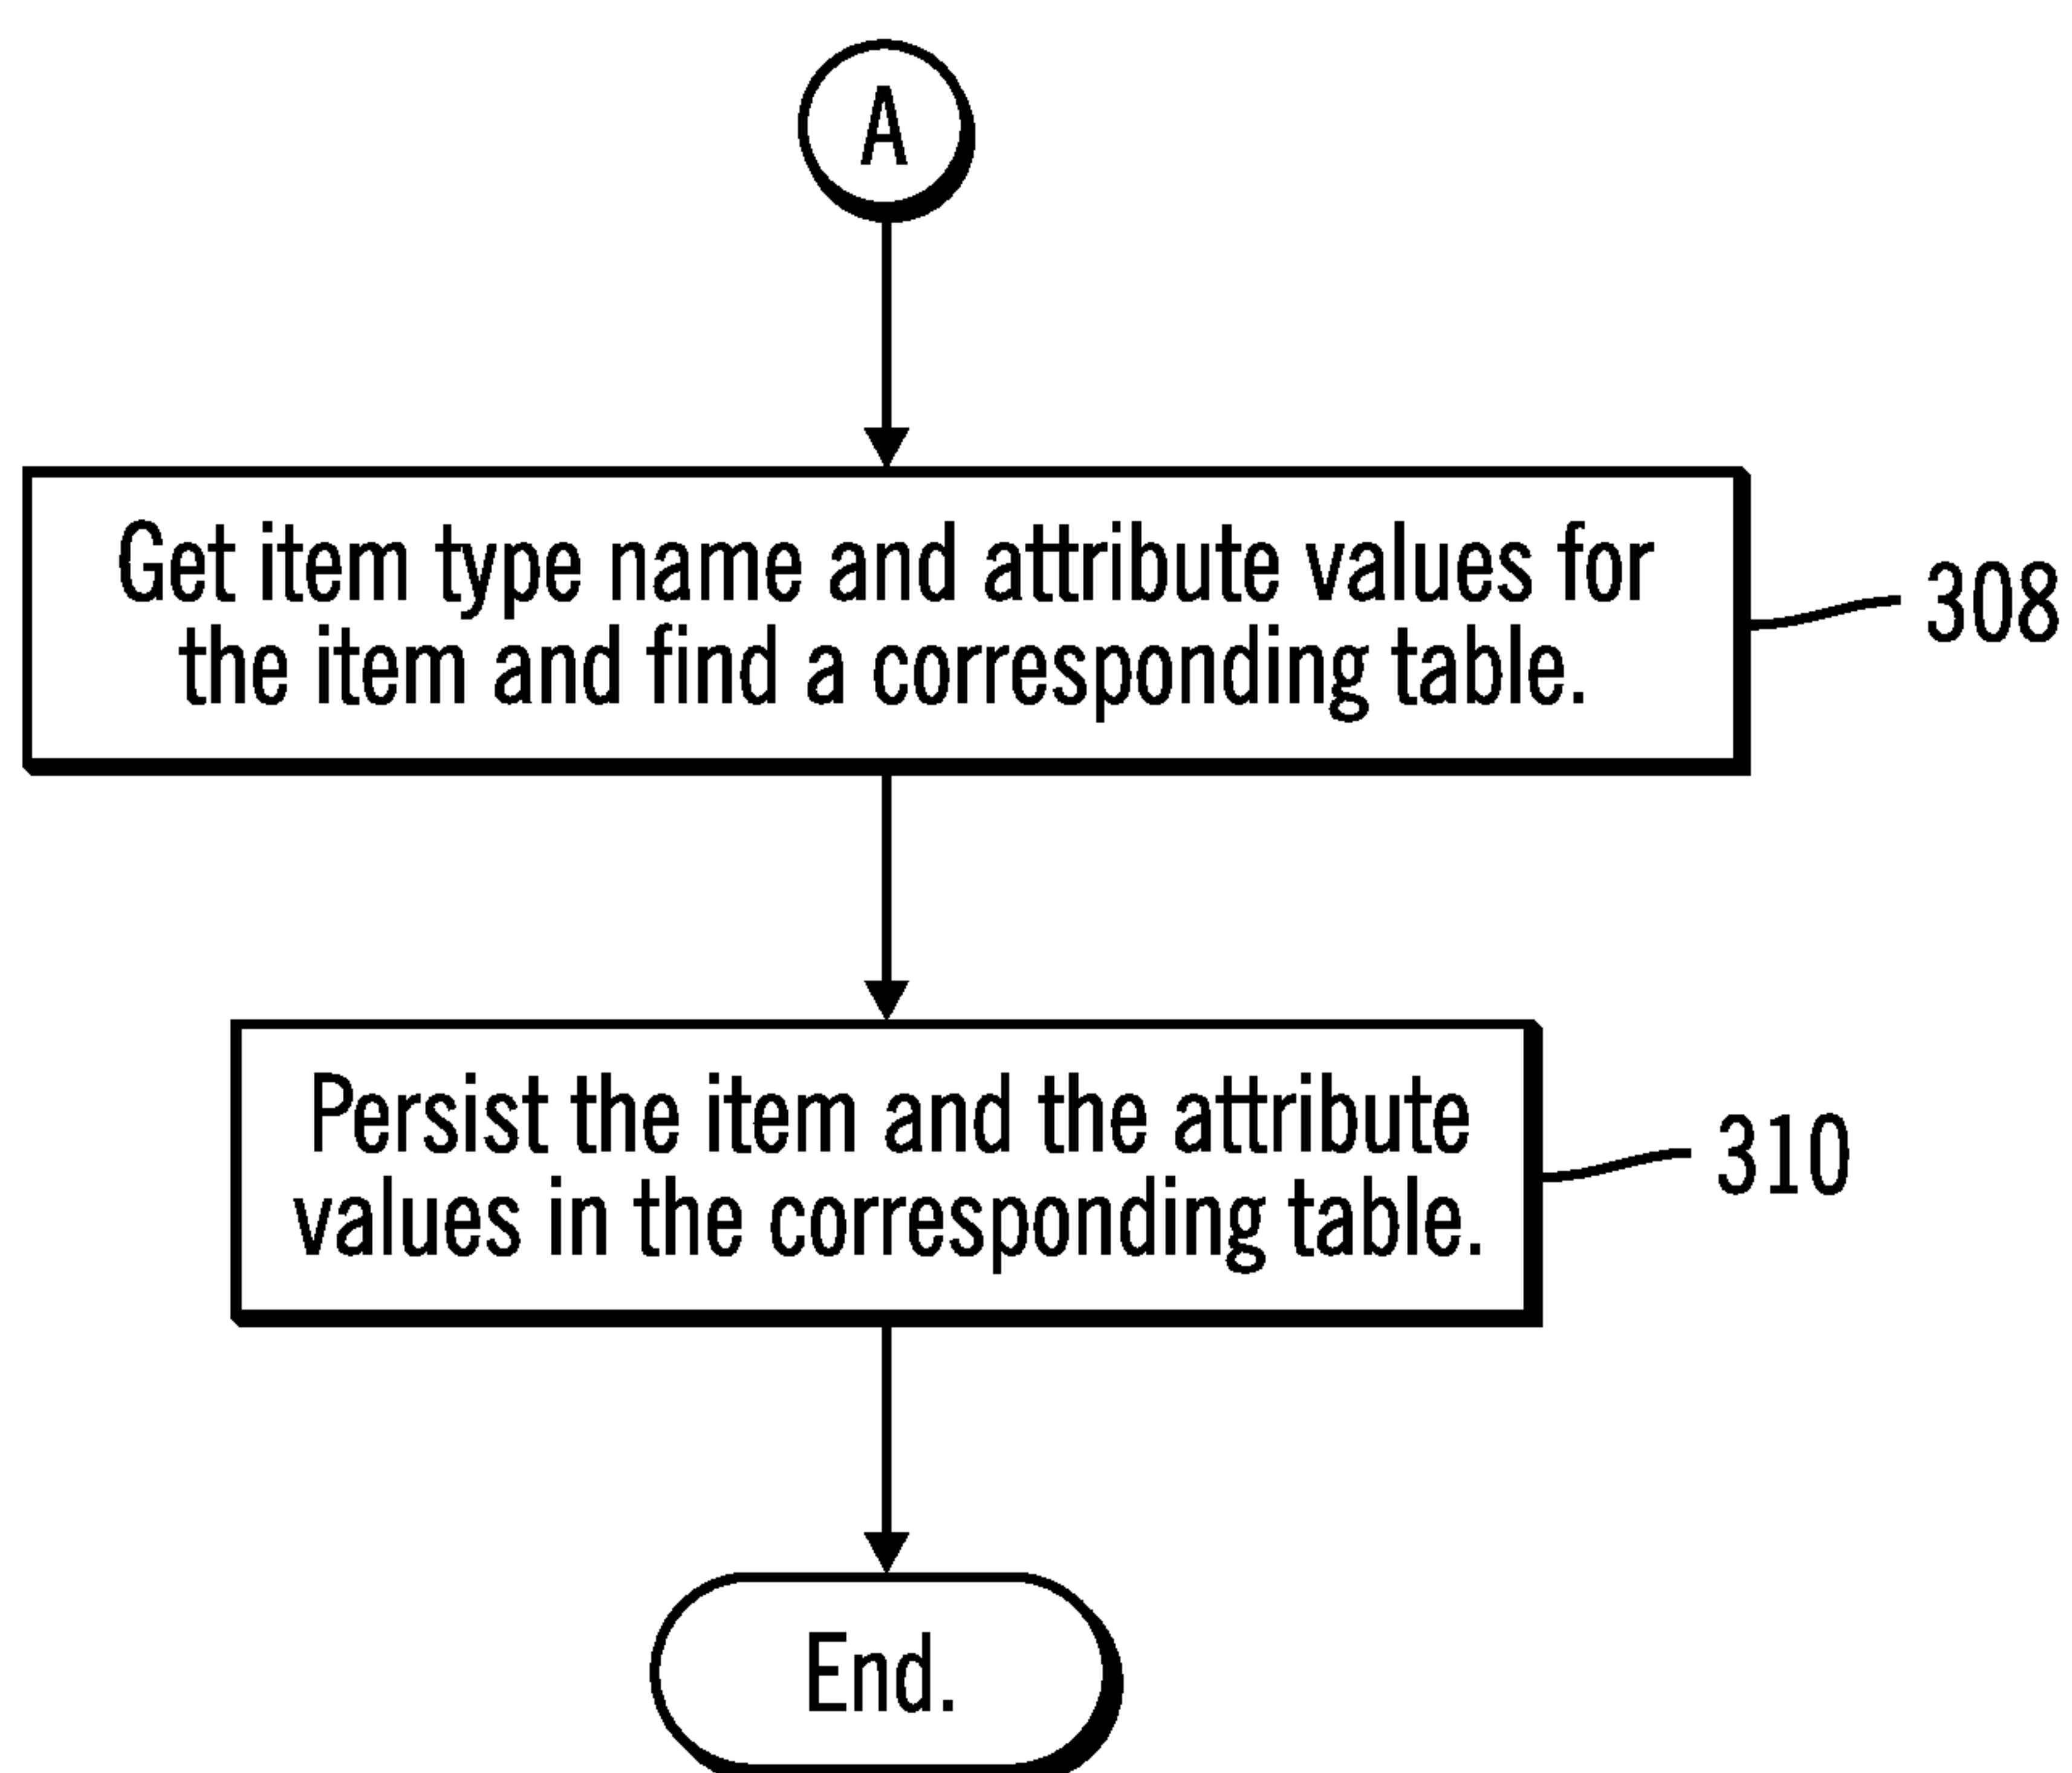 A
Get item type name and attribute values for
the item and find a corresponding table.
308
Persist the item and the attribute
values in the corresponding table.
310
End.